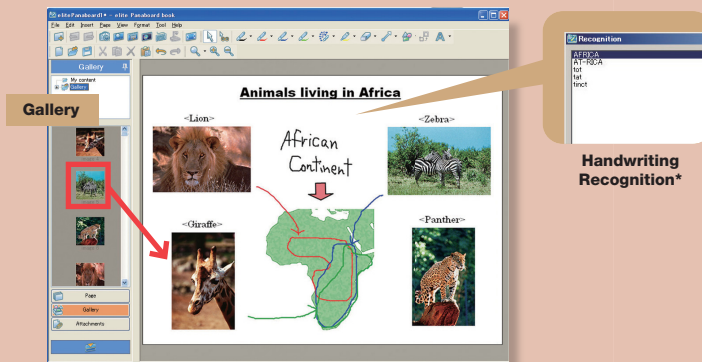 elitePanaboard1* - elite Panaboard book
File Edit Insert Page View Format Tool Help
Gallery
My content
Gallery
Gallery
Page
Gallery
Attachments
Animals living in Africa
<Lion>
<Zebra>
African
Continent
<Giraffe>
<Panther>
Recognition
AFRICA
AT-RICA
tot
tat
tinct
Handwriting
Recognition*